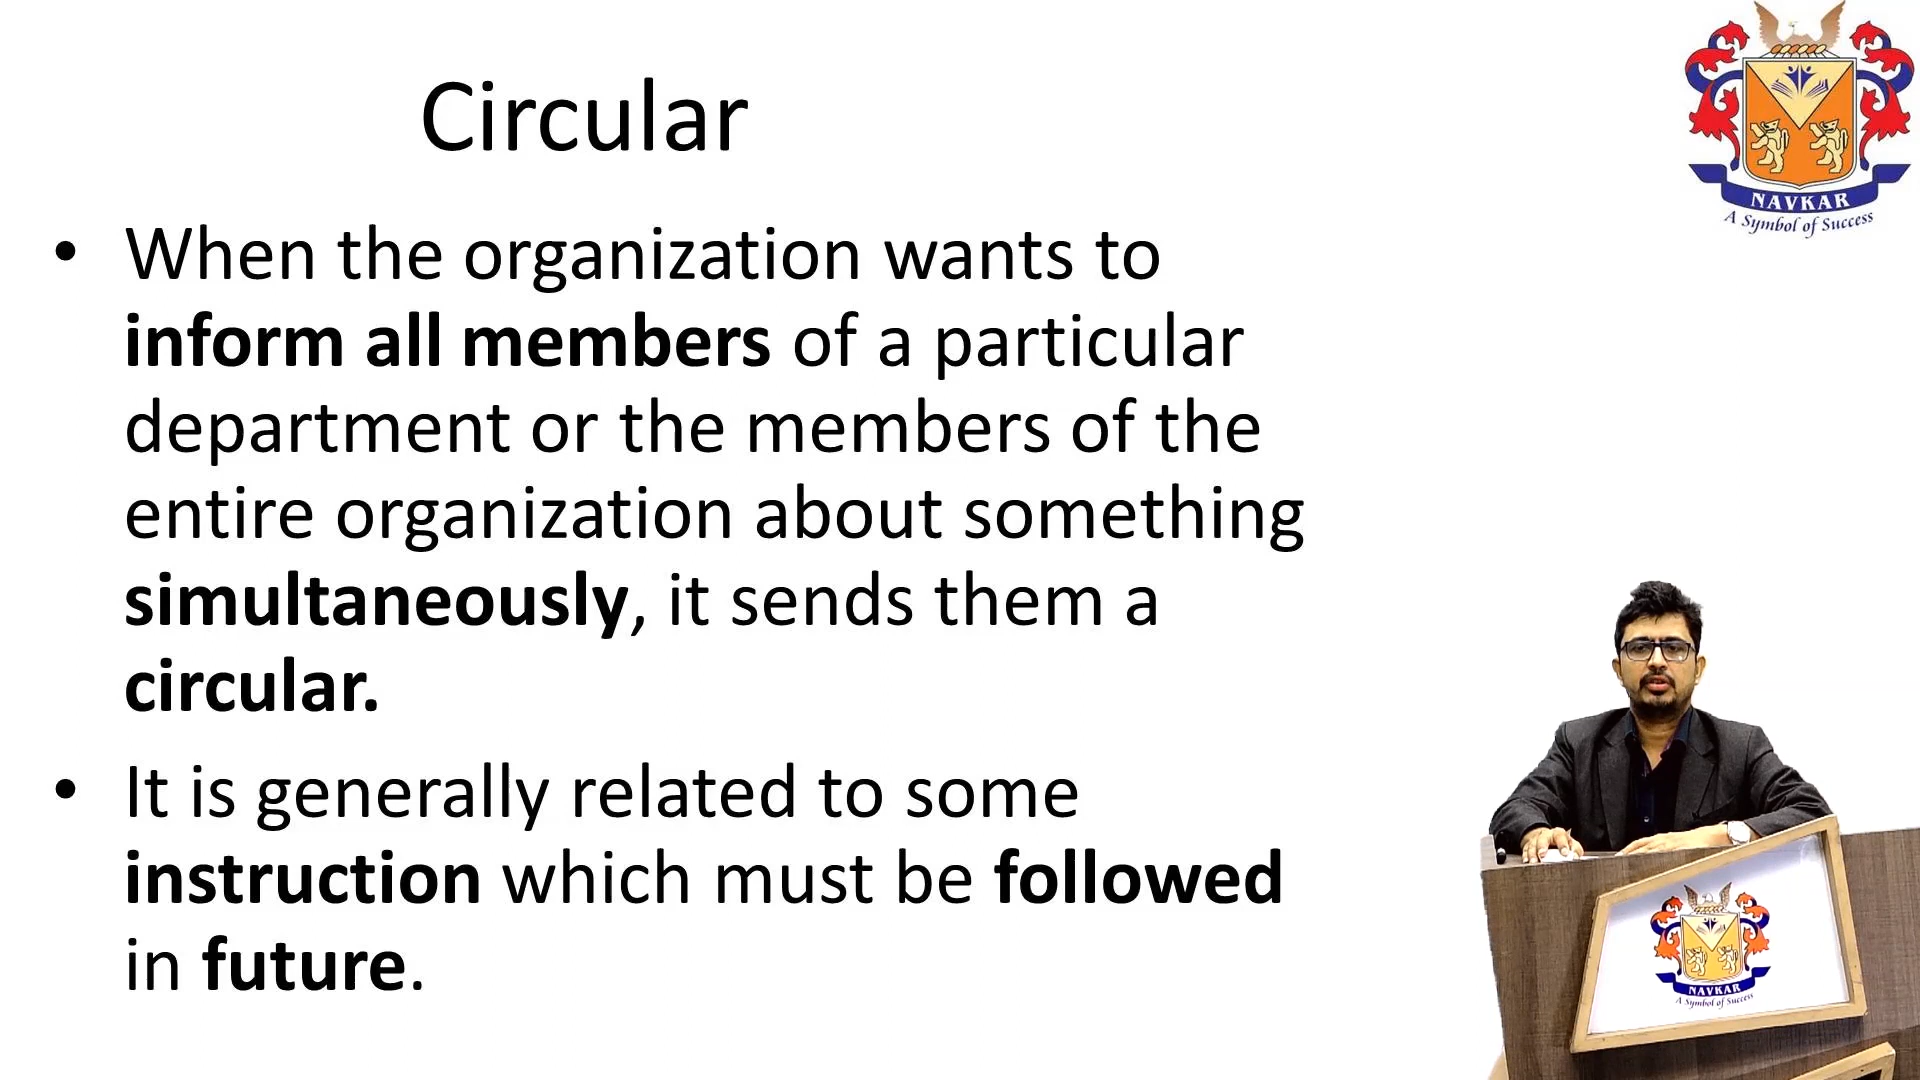 Circular
• When the organization wants to
inform all members of a particular
department or the members of the
entire organization about something
simultaneously, it sends them a
circular.
• It is generally related to some
instruction which must be followed
in future.
NAVKAR
A Symbol of Success
NAVKAR
A Symbol of Success